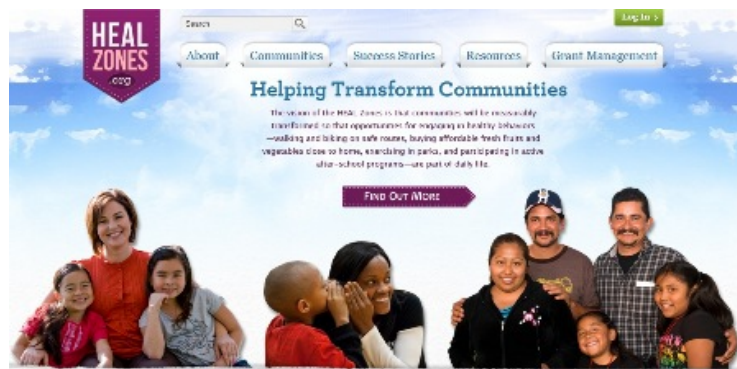 HEAL
ZONES
.org
Search
Log In >
About
Communities
Success Stories
Resources
Grant Management
Helping Transform Communities
The vision of the HEAL Zones is that communities will be measurably
transformed so that opportunities for engaging in healthy behaviors
—walking and biking on safe routes, buying affordable fresh fruits and
vegetables close to home, exercising in parks, and participating in active
after-school programs—are part of daily life.
FIND OUT MORE